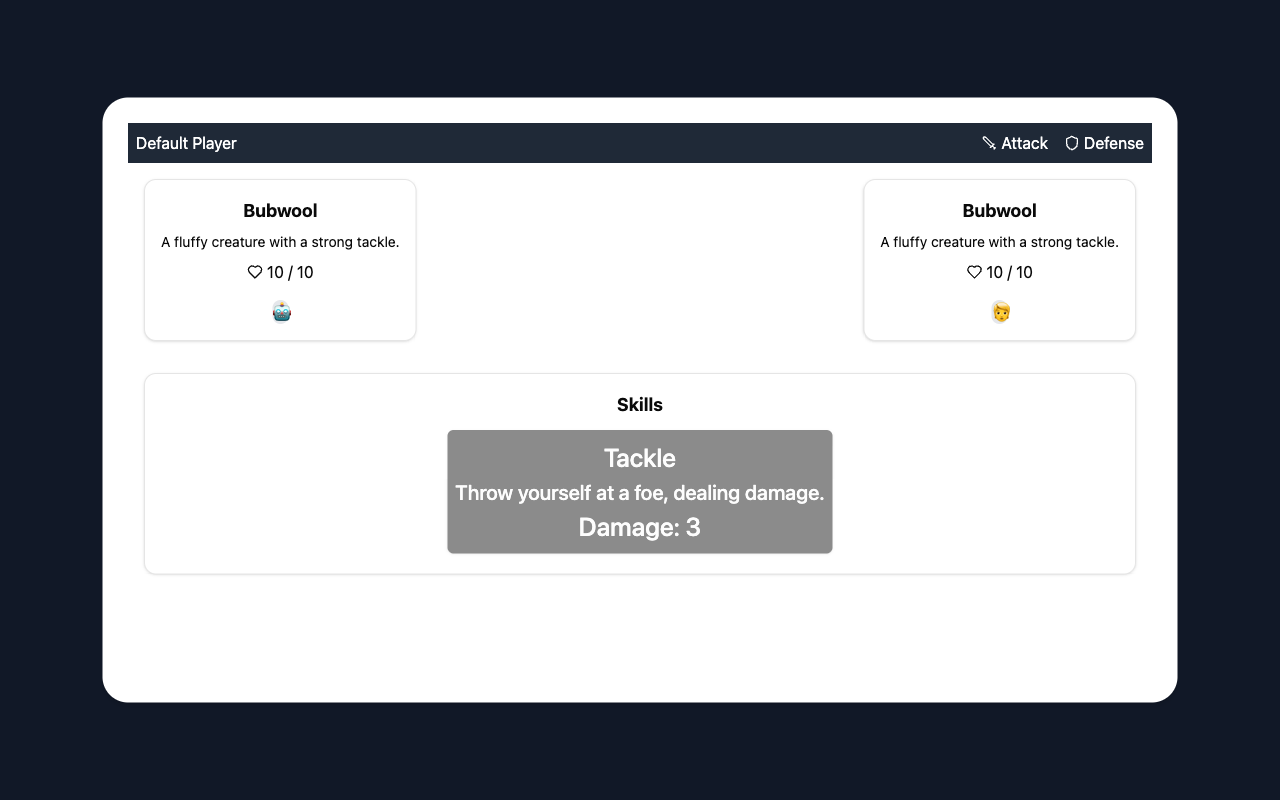 Default Player
Attack
Defense
Bubwool
A fluffy creature with a strong tackle.
10 / 10
Bubwool
A fluffy creature with a strong tackle.
10 / 10
Skills
Tackle
Throw yourself at a foe, dealing damage.
Damage: 3